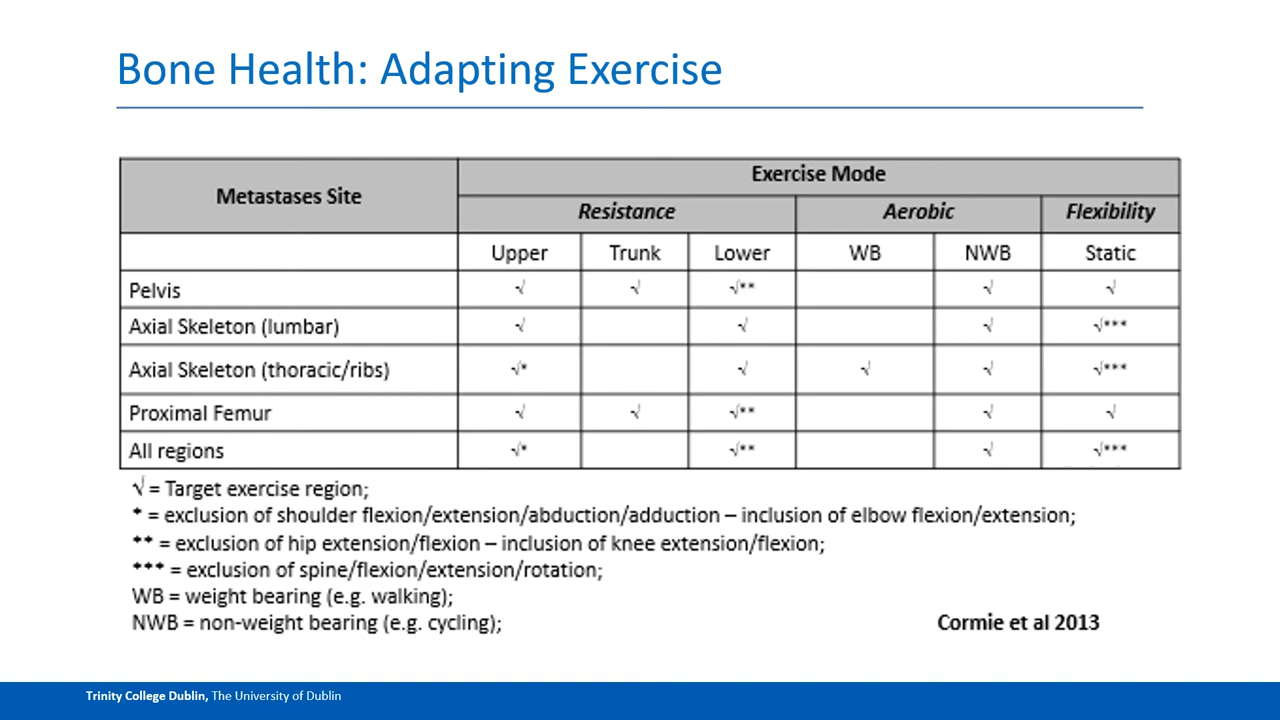 Bone Health: Adapting Exercise
Metastases Site
Exercise Mode
Resistance Aerobic Flexibility
Upper Trunk Lower WB NWB Static
Pelvis √ √ √** √ √
Axial Skeleton (lumbar) √ √ √ √***
Axial Skeleton (thoracic/ribs) √* √ √ √ √***
Proximal Femur √ √ √** √ √
All regions √* √** √ √***
√ = Target exercise region;
* = exclusion of shoulder flexion/extension/abduction/adduction – inclusion of elbow flexion/extension;
** = exclusion of hip extension/flexion – inclusion of knee extension/flexion;
*** = exclusion of spine/flexion/extension/rotation;
WB = weight bearing (e.g. walking);
NWB = non-weight bearing (e.g. cycling);
Cormie et al 2013
Trinity College Dublin, The University of Dublin